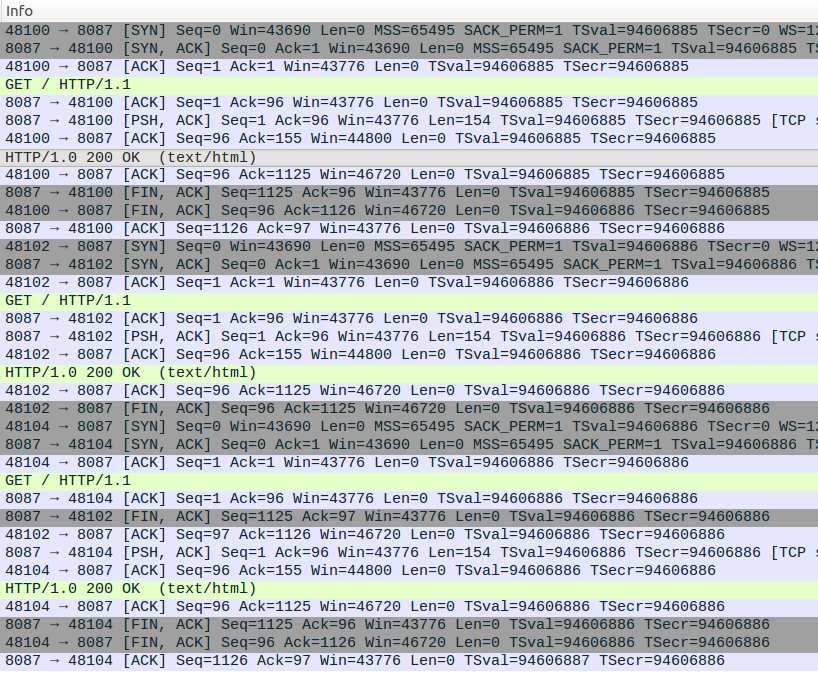 Info
48100 → 8087 [SYN] Seq=0 Win=43690 Len=0 MSS=65495 SACK_PERM=1 TSval=94606885 TSecr=0
8087 → 48100 [SYN, ACK] Seq=0 Ack=1 Win=43690 Len=0 MSS=65495 SACK_PERM=1 TSval=94606885
48100 → 8087 [ACK] Seq=1 Ack=1 Win=43776 Len=0 TSval=94606885 TSecr=94606885
GET / HTTP/1.1
8087 → 48100 [ACK] Seq=1 Ack=96 Win=43776 Len=0 TSval=94606885 TSecr=94606885
8087 → 48100 [PSH, ACK] Seq=1 Ack=96 Win=43776 Len=154 TSval=94606885 TSecr=94606885 [TCP
48100 → 8087 [ACK] Seq=96 Ack=155 Win=44800 Len=0 TSval=94606885 TSecr=94606885
HTTP/1.0 200 OK (text/html)
48100 → 8087 [ACK] Seq=96 Ack=1125 Win=46720 Len=0 TSval=94606885 TSecr=94606885
8087 → 48100 [FIN, ACK] Seq=1125 Ack=96 Win=43776 Len=0 TSval=94606885 TSecr=94606885
48100 → 8087 [FIN, ACK] Seq=96 Ack=1126 Win=46720 Len=0 TSval=94606886 TSecr=94606885
8087 → 48100 [ACK] Seq=1126 Ack=97 Win=43776 Len=0 TSval=94606886 TSecr=94606886
48102 → 8087 [SYN] Seq=0 Win=43690 Len=0 MSS=65495 SACK_PERM=1 TSval=94606886 TSecr=0
8087 → 48102 [SYN, ACK] Seq=0 Ack=1 Win=43690 Len=0 MSS=65495 SACK_PERM=1 TSval=94606886
48102 → 8087 [ACK] Seq=1 Ack=1 Win=43776 Len=0 TSval=94606886 TSecr=94606886
GET / HTTP/1.1
8087 → 48102 [ACK] Seq=1 Ack=96 Win=43776 Len=0 TSval=94606886 TSecr=94606886
8087 → 48102 [PSH, ACK] Seq=1 Ack=96 Win=43776 Len=154 TSval=94606886 TSecr=94606886 [TCP
48102 → 8087 [ACK] Seq=96 Ack=155 Win=44800 Len=0 TSval=94606886 TSecr=94606886
HTTP/1.0 200 OK (text/html)
48102 → 8087 [ACK] Seq=96 Ack=1125 Win=46720 Len=0 TSval=94606886 TSecr=94606886
48102 → 8087 [FIN, ACK] Seq=96 Ack=1125 Win=46720 Len=0 TSval=94606886 TSecr=94606886
48104 → 8087 [SYN] Seq=0 Win=43690 Len=0 MSS=65495 SACK_PERM=1 TSval=94606886 TSecr=0
8087 → 48104 [SYN, ACK] Seq=0 Ack=1 Win=43690 Len=0 MSS=65495 SACK_PERM=1 TSval=94606886
48104 → 8087 [ACK] Seq=1 Ack=1 Win=43776 Len=0 TSval=94606886 TSecr=94606886
GET / HTTP/1.1
8087 → 48104 [ACK] Seq=1 Ack=96 Win=43776 Len=0 TSval=94606886 TSecr=94606886
8087 → 48102 [FIN, ACK] Seq=1125 Ack=97 Win=43776 Len=0 TSval=94606886 TSecr=94606886
48102 → 8087 [ACK] Seq=97 Ack=1126 Win=46720 Len=0 TSval=94606886 TSecr=94606886
8087 → 48104 [PSH, ACK] Seq=1 Ack=96 Win=43776 Len=154 TSval=94606886 TSecr=94606886 [TCP
48104 → 8087 [ACK] Seq=96 Ack=155 Win=44800 Len=0 TSval=94606886 TSecr=94606886
HTTP/1.0 200 OK (text/html)
48104 → 8087 [ACK] Seq=96 Ack=1125 Win=46720 Len=0 TSval=94606886 TSecr=94606886
8087 → 48104 [FIN, ACK] Seq=1125 Ack=96 Win=43776 Len=0 TSval=94606886 TSecr=94606886
48104 → 8087 [FIN, ACK] Seq=96 Ack=1126 Win=46720 Len=0 TSval=94606886 TSecr=94606886
8087 → 48104 [ACK] Seq=1126 Ack=97 Win=43776 Len=0 TSval=94606887 TSecr=94606886